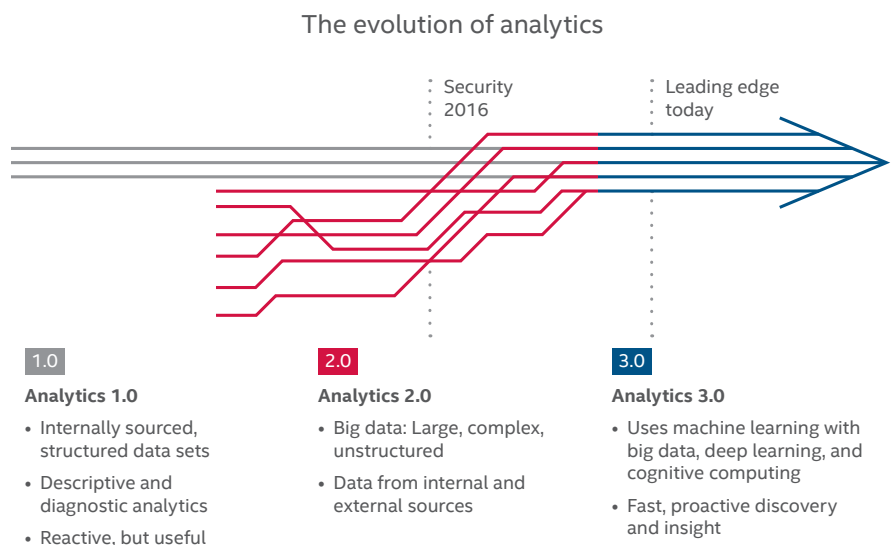 The evolution of analytics
Security
2016
Leading edge
today
1.0
Analytics 1.0
• Internally sourced,
structured data sets
• Descriptive and
diagnostic analytics
• Reactive, but useful
2.0
Analytics 2.0
• Big data: Large, complex,
unstructured
• Data from internal and
external sources
3.0
Analytics 3.0
• Uses machine learning with
big data, deep learning, and
cognitive computing
• Fast, proactive discovery
and insight